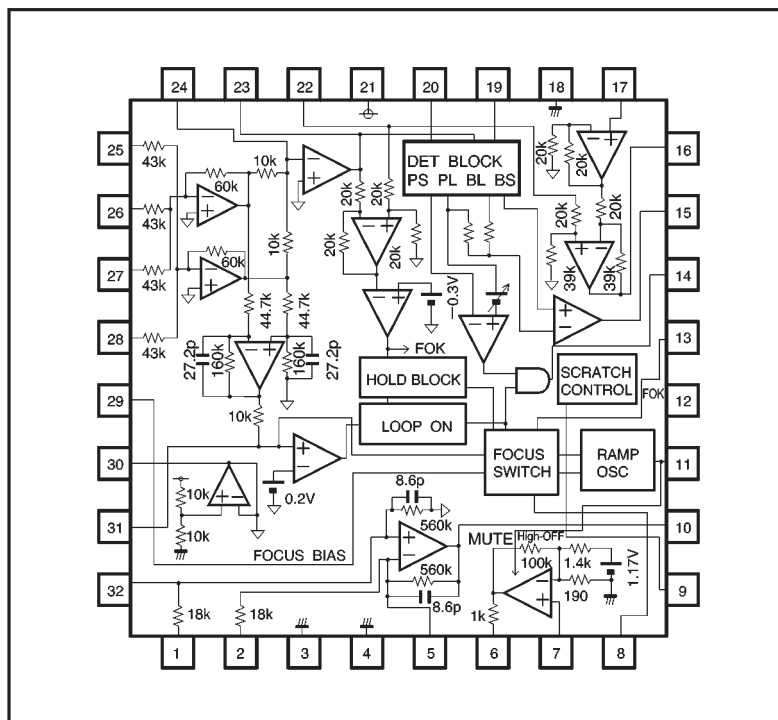 24 23 22 21 20 19 18 17
25
26
27
28
29
30
31
32
16
15
14
13
12
11
10
9
1 2 3 4 5 6 7 8
43k
43k
43k
43k
60k
60k
10k
10k
44.7k
44.7k
27.2p
160k
160k
27.2p
10k
10k
10k
0.2V
20k
20k
20k
20k
DET BLOCK
PS PL BL BS
20k
20k
20k
20k
39k
39k
−0.3V
FOK
HOLD BLOCK
LOOP ON
SCRATCH
CONTROL
FOK
FOCUS
SWITCH
RAMP
OSC
FOCUS BIAS
8.6p
560k
560k
8.6p
MUTE
High-OFF
100k
1.4k
190
1.17V
1k
18k
18k